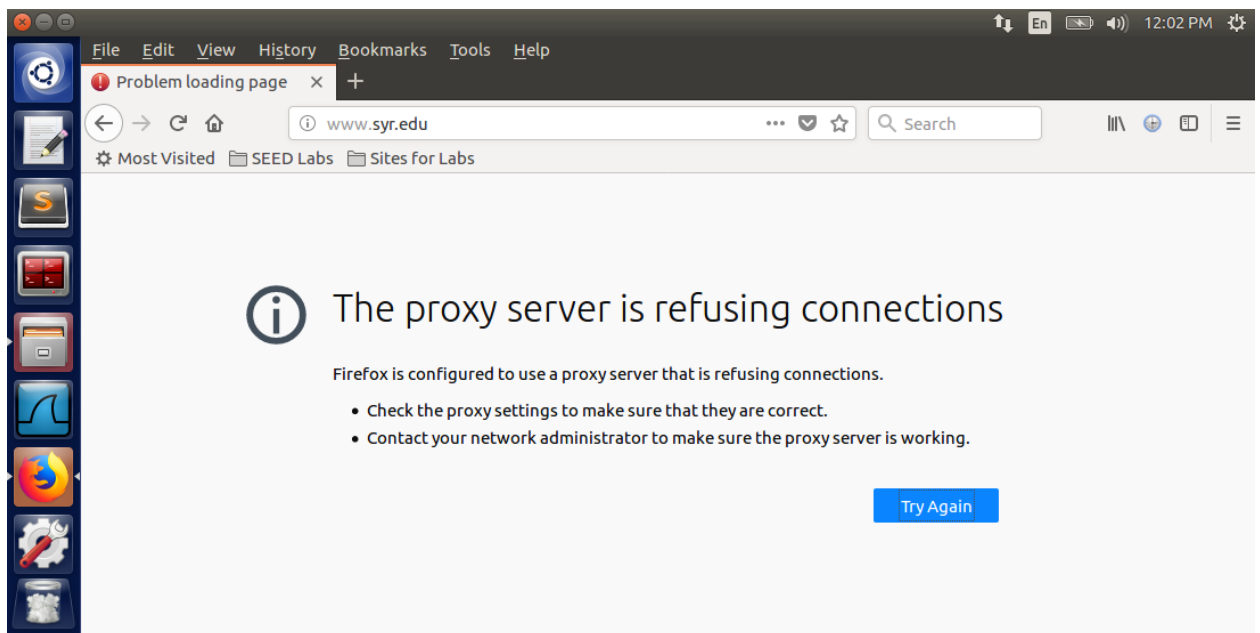 En 12:02 PM
File Edit View History Bookmarks Tools Help
Problem loading page
www.syr.edu Search
Most Visited SEED Labs Sites for Labs
The proxy server is refusing connections
Firefox is configured to use a proxy server that is refusing connections.
• Check the proxy settings to make sure that they are correct.
• Contact your network administrator to make sure the proxy server is working.
Try Again